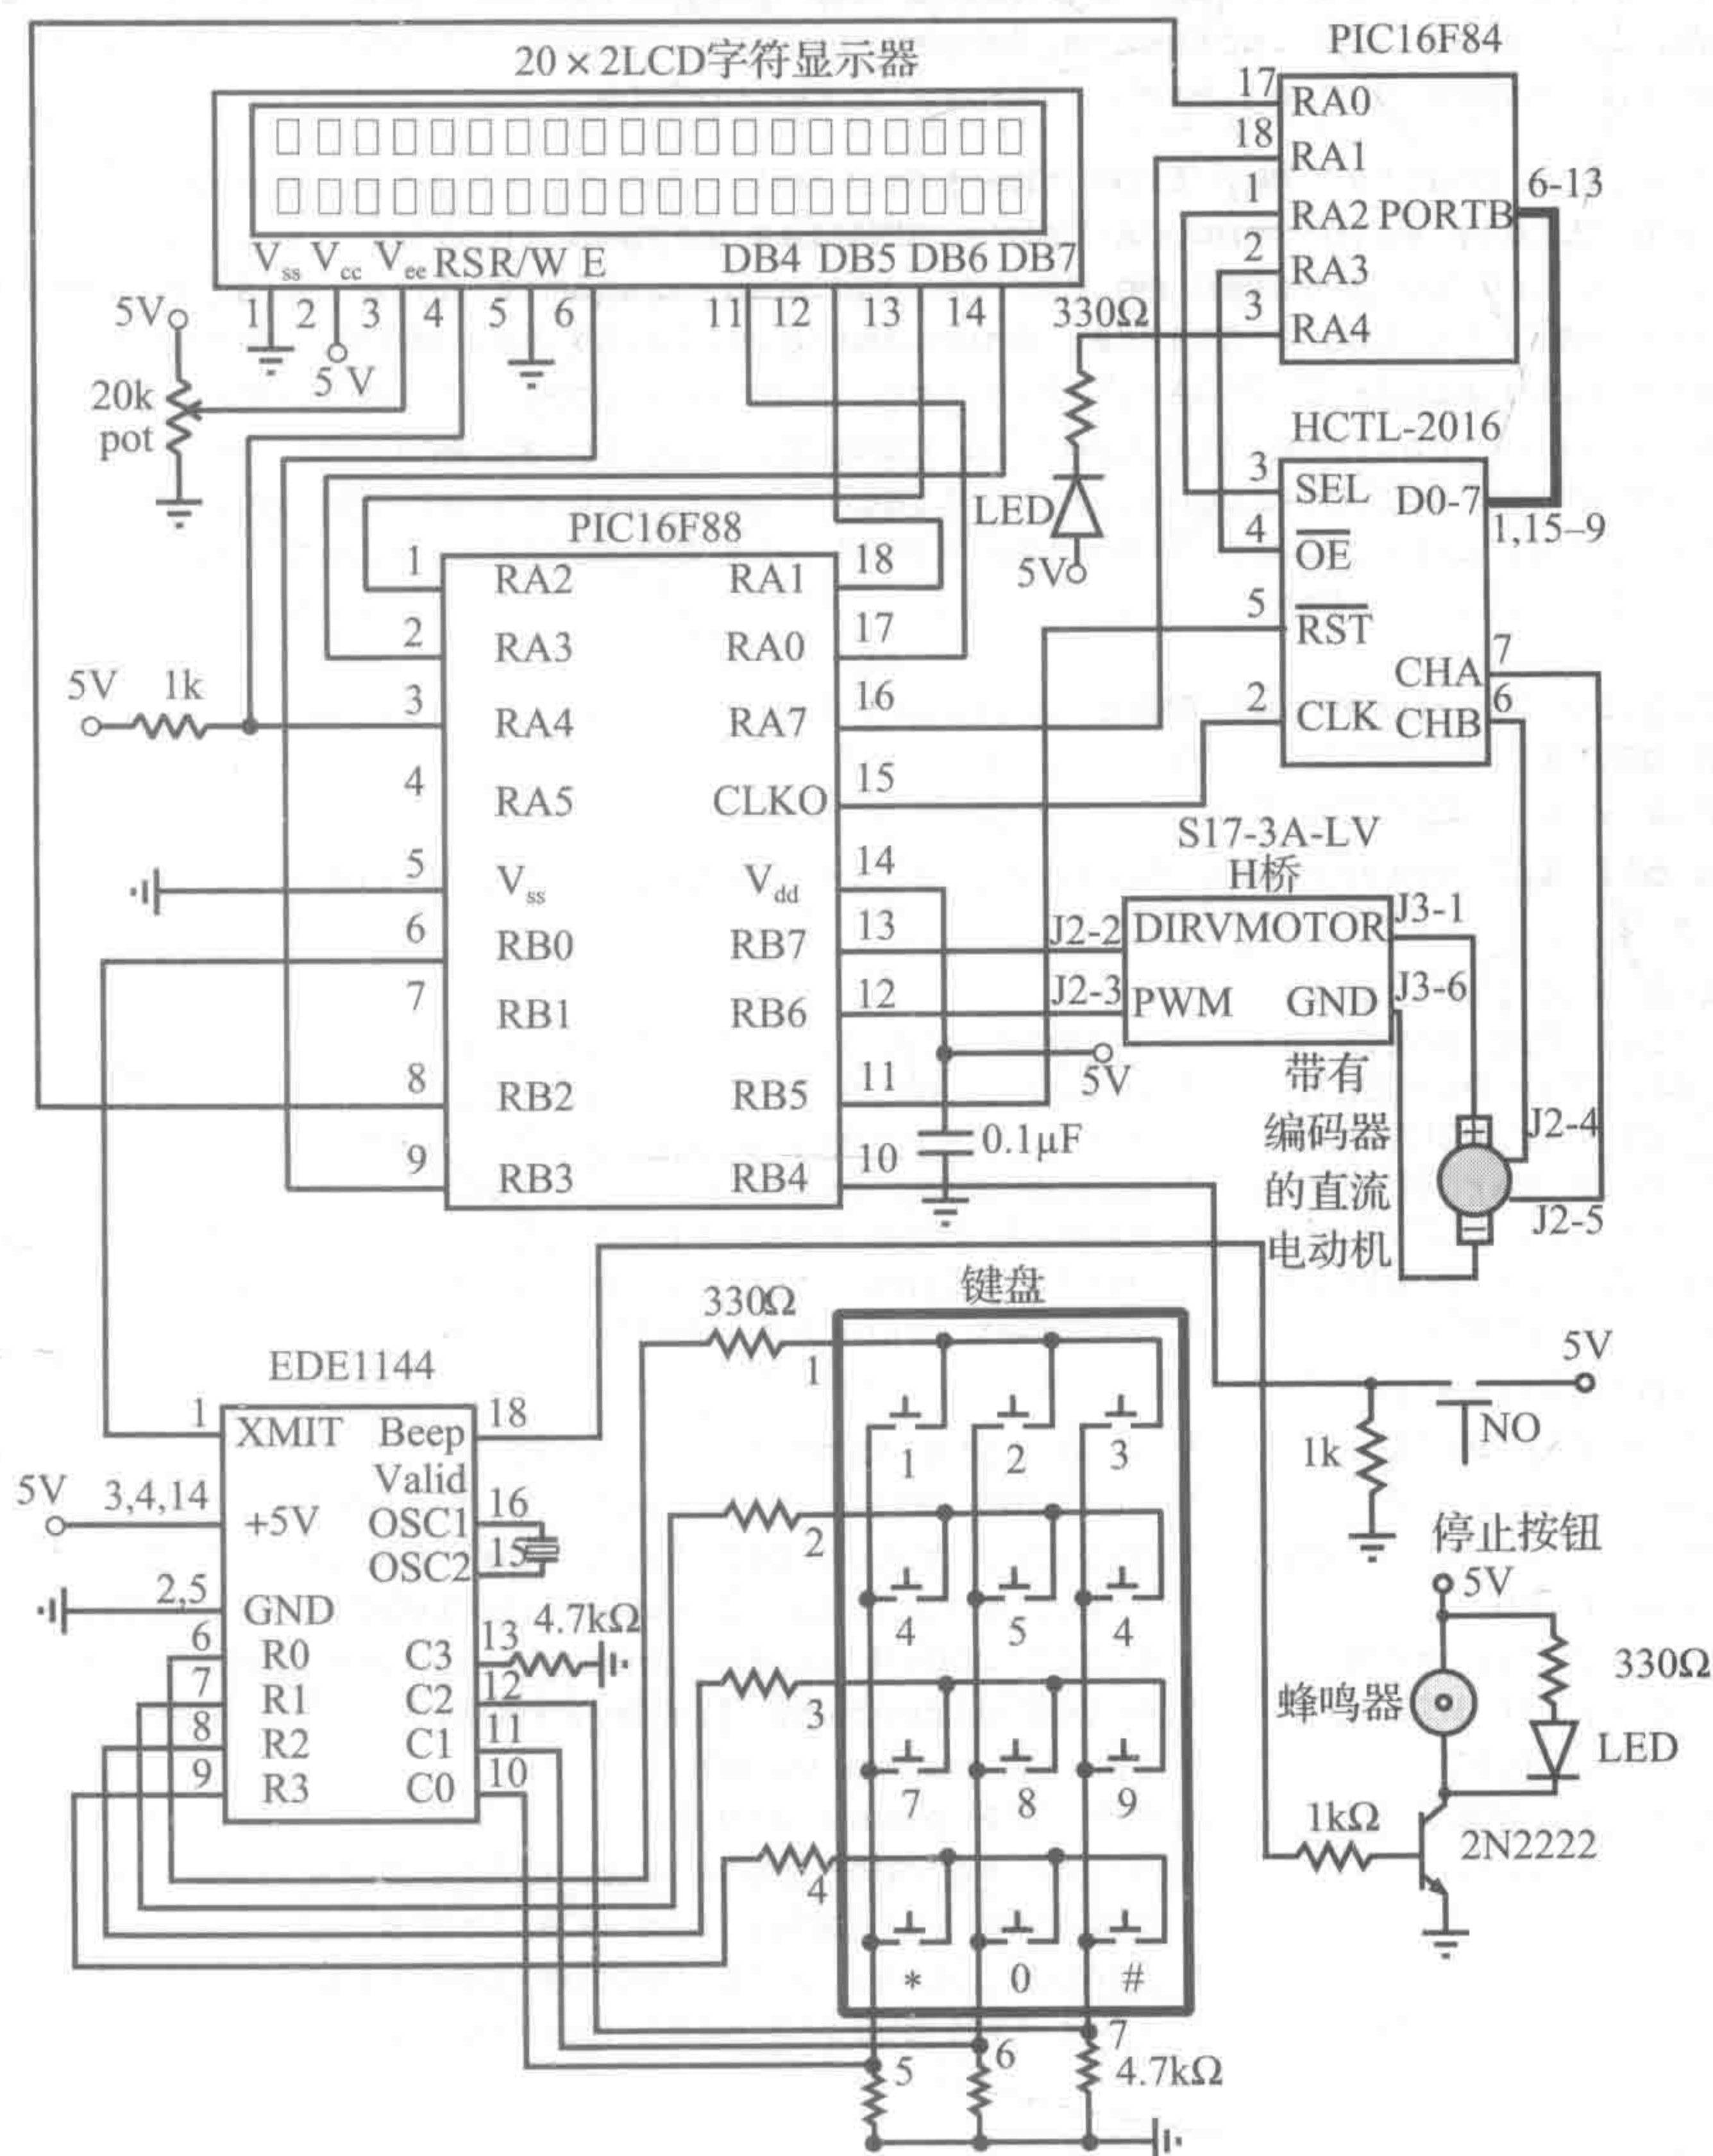 20×2LCD字符显示器
V_ss V_cc V_ee RS R/W E DB4 DB5 DB6 DB7
1 2 3 4 5 6 11 12 13 14
5V
5 V
20k
pot
PIC16F84
17 RA0
18 RA1
1 RA2 PORTB 6-13
2 RA3
3 RA4
330Ω
LED
5V
HCTL-2016
3 SEL D0-7 1,15–9
4 OE
5 RST
CHA 7
2 CLK CHB 6
PIC16F88
1 RA2 RA1 18
2 RA3 RA0 17
5V 1k
3 RA4 RA7 16
4 RA5 CLKO 15
5 V_ss V_dd 14
6 RB0 RB7 13
7 RB1 RB6 12
8 RB2 RB5 11
9 RB3 RB4 10
5V
0.1μF
S17-3A-LV
H桥
J2-2 DIR VMOTOR J3-1
J2-3 PWM GND J3-6
带有
编码器
的直流
电动机
J2-4
J2-5
EDE1144
1 XMIT Beep 18
Valid
5V 3,4,14 +5V OSC1 16
OSC2 15
2,5 GND
6 R0 C3 13 4.7kΩ
7 R1 C2 12
8 R2 C1 11
9 R3 C0 10
键盘
330Ω
1
2
3
4
1 2 3
4 5 4
7 8 9
* 0 #
5 6 7
4.7kΩ
5V
1k
NO
停止按钮
5V
蜂鸣器
330Ω
LED
1kΩ
2N2222